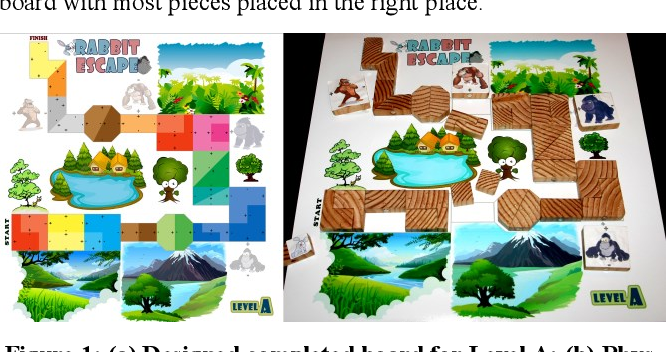 board with most pieces placed in the right place.
FINISH
RABBIT
ESCAPE
START
LEVEL A
RABBIT
ESCAPE
START
LEVEL A
Figure 1: (a) Designed completed board for Level A; (b) Phys-